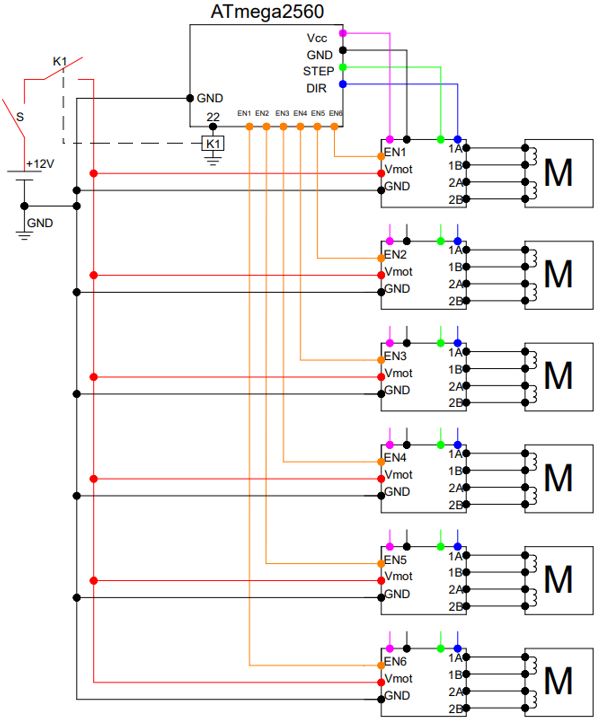 ATmega2560
Vcc
GND
STEP
DIR
K1
S
+12V
GND
GND
EN1 EN2 EN3 EN4 EN5 EN6
22
K1
EN1 1A
Vmot 1B
GND 2A
2B
M
EN2 1A
Vmot 1B
GND 2A
2B
M
EN3 1A
Vmot 1B
GND 2A
2B
M
EN4 1A
Vmot 1B
GND 2A
2B
M
EN5 1A
Vmot 1B
GND 2A
2B
M
EN6 1A
Vmot 1B
GND 2A
2B
M